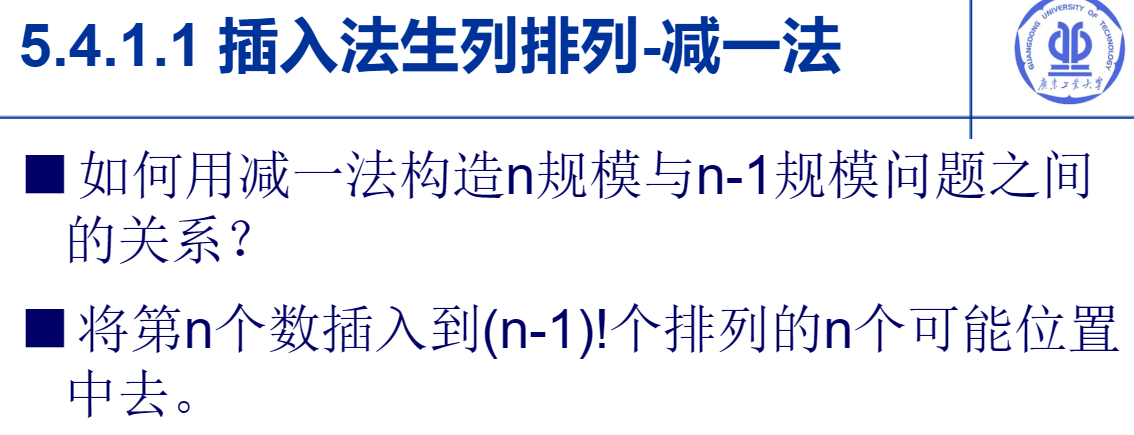 5.4.1.1 插入法生列排列-减一法
GUANGDONG UNIVERSITY OF TECHNOLOGY
广东工业大学
■ 如何用减一法构造n规模与n-1规模问题之间
的关系？
■ 将第n个数插入到(n-1)!个排列的n个可能位置
中去。